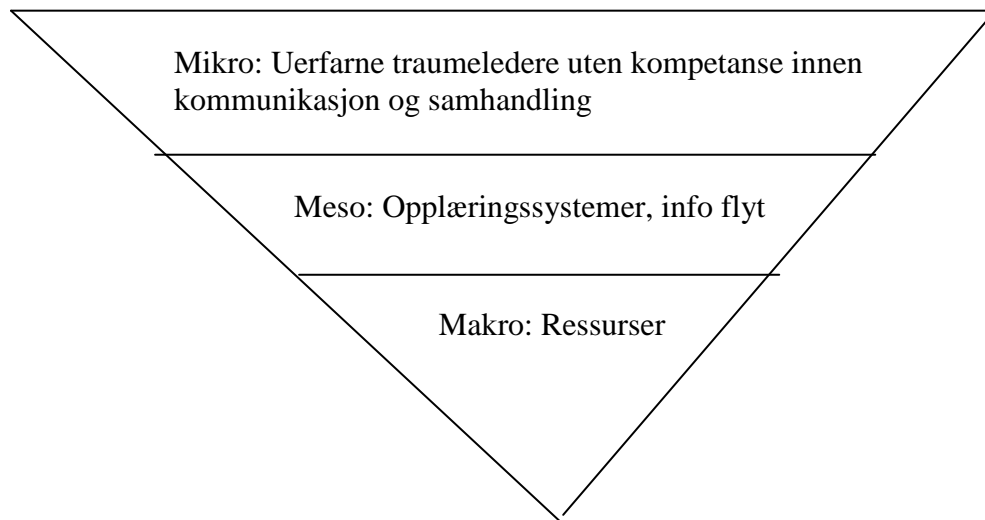 Mikro: Uerfarne traumeledere uten kompetanse innen
kommunikasjon og samhandling
Meso: Opplæringssystemer, info flyt
Makro: Ressurser